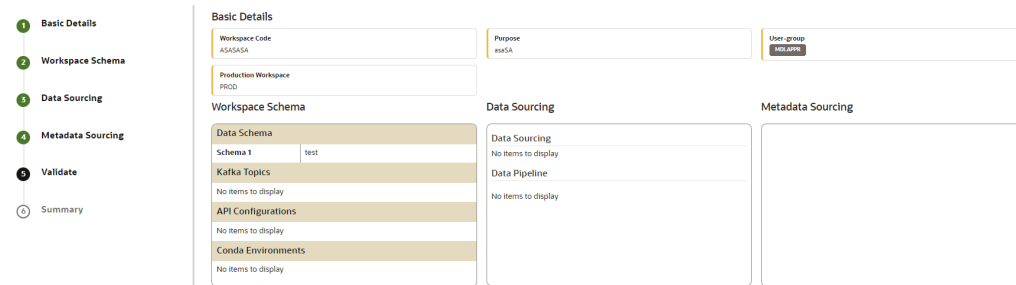 1 Basic Details
2 Workspace Schema
3 Data Sourcing
4 Metadata Sourcing
5 Validate
6 Summary
Basic Details
Workspace Code
ASASASA
Purpose
asaSA
User-group
MDLAPPR
Production Workspace
PROD
Workspace Schema
Data Schema
Schema 1 test
Kafka Topics
No items to display
API Configurations
No items to display
Conda Environments
No items to display
Data Sourcing
Data Sourcing
No items to display
Data Pipeline
No items to display
Metadata Sourcing